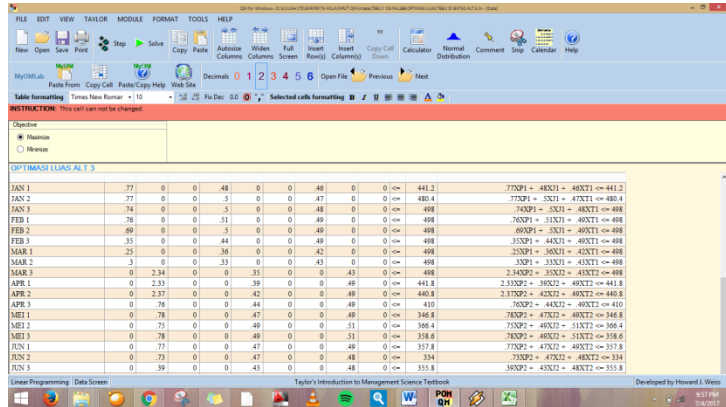 QM for Windows - D:\KULIAH\TUGAS
FILE EDIT VIEW TAYLOR MODULE FORMAT TOOLS HELP
New Open Save Print Step Solve Copy Paste Autosize Columns Widen Columns Full Screen Insert Row(s) Insert Column(s) Copy Cell Down Calculator Normal Distribution Comment Snip Calendar Help
MyOMLab Paste From Copy Cell Paste/Copy Help Web Site Decimals 0 1 2 3 4 5 6 Open File Previous Next
Table formatting Times New Roman 10 Fix Dec 0.0 0 "," Selected cells formatting B I U
INSTRUCTION: This cell can not be changed.
Objective
Maximize
Minimize
OPTIMASI LUAS ALT 3
JAN 1 .77 0 0 .48 0 0 .46 0 0 <= 441.2 .77XP1 + .48XJ1 + .46XT1 <= 441.2
JAN 2 .77 0 0 .5 0 0 .47 0 0 <= 480.4 .77XP1 + .5XJ1 + .47XT1 <= 480.4
JAN 3 .74 0 0 .5 0 0 .48 0 0 <= 498 .74XP1 + .5XJ1 + .48XT1 <= 498
FEB 1 .76 0 0 .51 0 0 .49 0 0 <= 498 .76XP1 + .51XJ1 + .49XT1 <= 498
FEB 2 .69 0 0 .5 0 0 .49 0 0 <= 498 .69XP1 + .5XJ1 + .49XT1 <= 498
FEB 3 .35 0 0 .44 0 0 .49 0 0 <= 498 .35XP1 + .44XJ1 + .49XT1 <= 498
MAR 1 .25 0 0 .36 0 0 .42 0 0 <= 498 .25XP1 + .36XJ1 + .42XT1 <= 498
MAR 2 .3 0 0 .33 0 0 .43 0 0 <= 498 .3XP1 + .33XJ1 + .43XT1 <= 498
MAR 3 0 2.34 0 0 .35 0 0 .43 0 <= 498 2.34XP2 + .35XJ2 + .43XT2 <= 498
APR 1 0 2.33 0 0 .39 0 0 .49 0 <= 441.8 2.33XP2 + .39XJ2 + .49XT2 <= 441.8
APR 2 0 2.37 0 0 .42 0 0 .49 0 <= 440.8 2.37XP2 + .42XJ2 + .49XT2 <= 440.8
APR 3 0 .76 0 0 .44 0 0 .49 0 <= 410 .76XP2 + .44XJ2 + .49XT2 <= 410
MEI 1 0 .78 0 0 .47 0 0 .49 0 <= 346.8 .78XP2 + .47XJ2 + .49XT2 <= 346.8
MEI 2 0 .75 0 0 .49 0 0 .51 0 <= 366.4 .75XP2 + .49XJ2 + .51XT2 <= 366.4
MEI 3 0 .78 0 0 .49 0 0 .51 0 <= 358.6 .78XP2 + .49XJ2 + .51XT2 <= 358.6
JUN 1 0 .77 0 0 .47 0 0 .49 0 <= 357.8 .77XP2 + .47XJ2 + .49XT2 <= 357.8
JUN 2 0 .73 0 0 .47 0 0 .48 0 <= 334 .73XP2 + .47XJ2 + .48XT2 <= 334
JUN 3 0 .39 0 0 .43 0 0 .48 0 <= 355.8 .39XP2 + .43XJ2 + .48XT2 <= 355.8
Linear Programming Data Screen Taylor's Introduction to Management Science Textbook Developed by Howard J. Weiss
POM QM
9:57 PM
7/4/2017